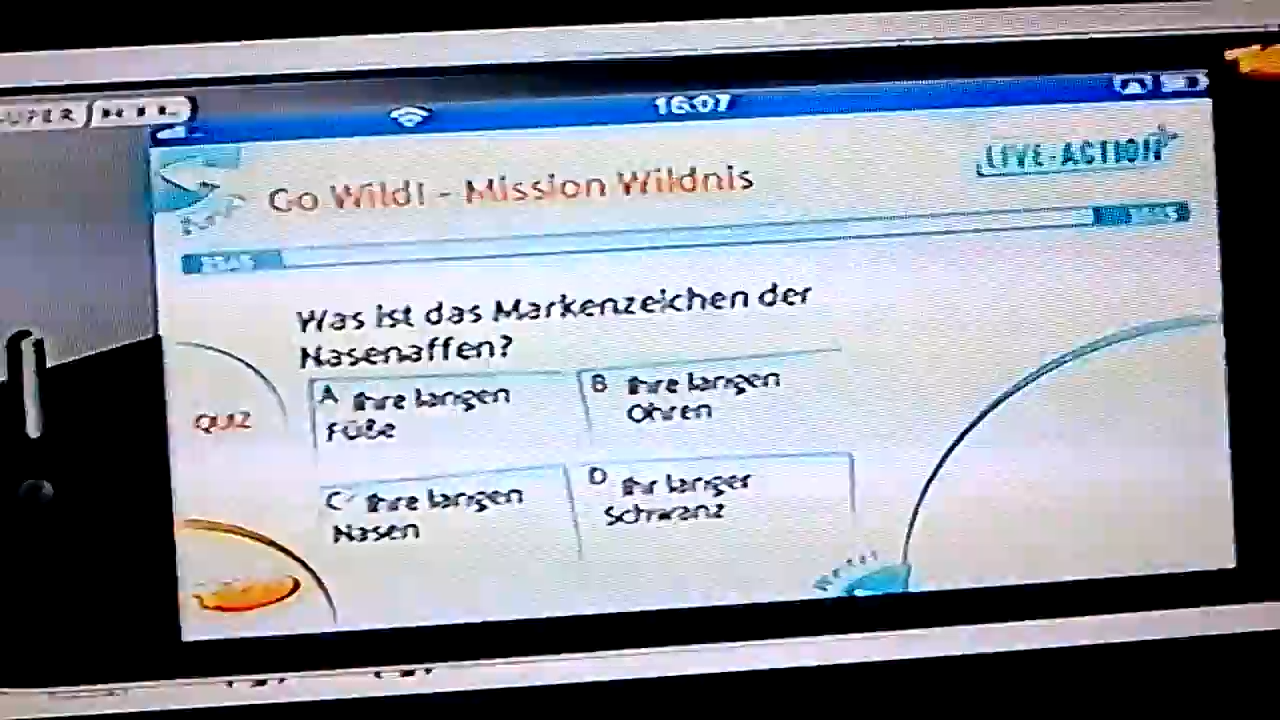 SUPER
16:07
Go Wild! - Mission Wildnis
LIVE-ACTION
Was ist das Markenzeichen der
Nasenaffen?
A Ihre langen
Füße
B Ihre langen
Ohren
QUIZ
C Ihre langen
Nasen
D Ihr langer
Schwanz